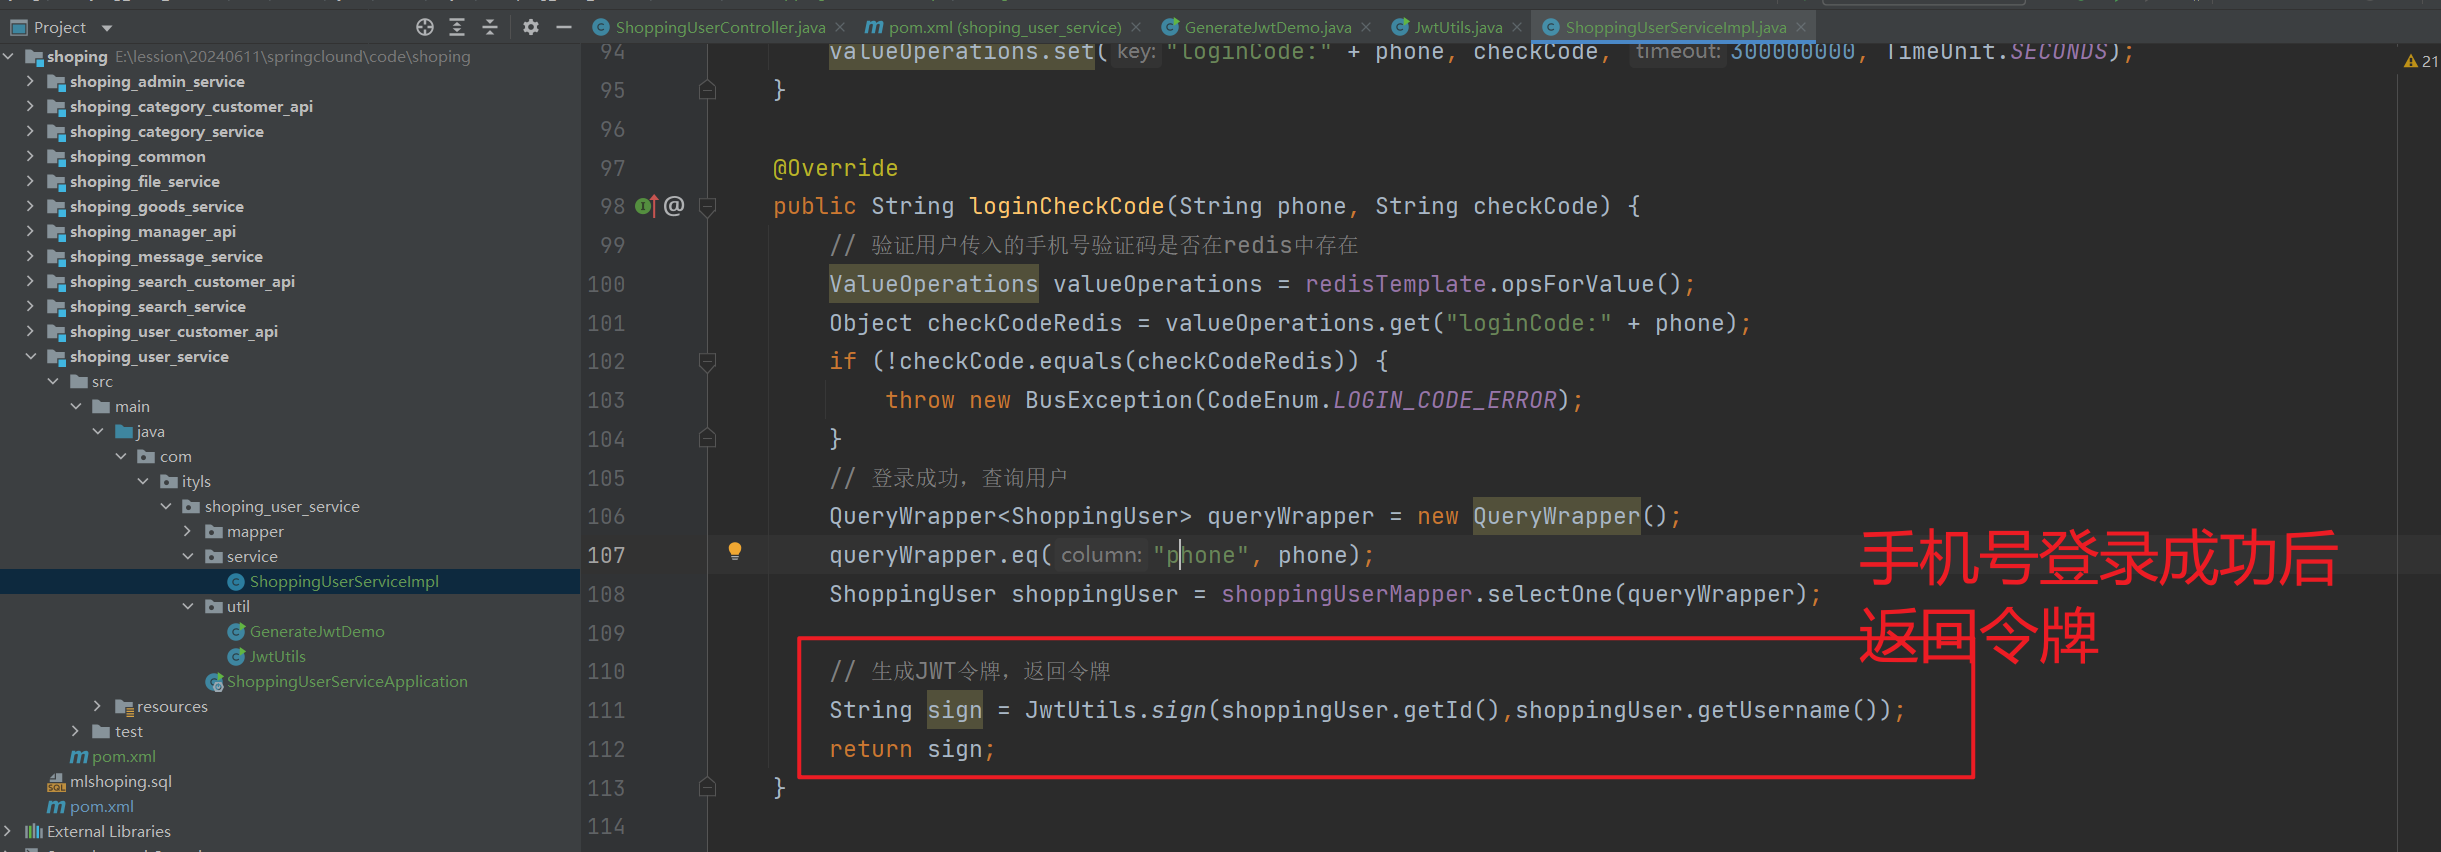 Project
ShoppingUserController.java
pom.xml (shoping_user_service)
GenerateJwtDemo.java
JwtUtils.java
ShoppingUserServiceImpl.java
shoping E:\lession\20240611\springclound\code\shoping
shoping_admin_service
shoping_category_customer_api
shoping_category_service
shoping_common
shoping_file_service
shoping_goods_service
shoping_manager_api
shoping_message_service
shoping_search_customer_api
shoping_search_service
shoping_user_customer_api
shoping_user_service
src
main
java
com
ityls
shoping_user_service
mapper
service
ShoppingUserServiceImpl
util
GenerateJwtDemo
JwtUtils
ShoppingUserServiceApplication
resources
test
pom.xml
mlshoping.sql
pom.xml
External Libraries
94 valueOperations.set( key: "loginCode:" + phone, checkCode, timeout: 300000000, TimeUnit.SECONDS);
21
95 }
96
97 @Override
98 public String loginCheckCode(String phone, String checkCode) {
99 // 验证用户传入的手机号验证码是否在redis中存在
100 ValueOperations valueOperations = redisTemplate.opsForValue();
101 Object checkCodeRedis = valueOperations.get("loginCode:" + phone);
102 if (!checkCode.equals(checkCodeRedis)) {
103 throw new BusException(CodeEnum.LOGIN_CODE_ERROR);
104 }
105 // 登录成功，查询用户
106 QueryWrapper<ShoppingUser> queryWrapper = new QueryWrapper();
107 queryWrapper.eq( column: "phone", phone);
108 ShoppingUser shoppingUser = shoppingUserMapper.selectOne(queryWrapper);
109
110 // 生成JWT令牌，返回令牌
111 String sign = JwtUtils.sign(shoppingUser.getId(),shoppingUser.getUsername());
112 return sign;
113 }
114
手机号登录成功后
返回令牌